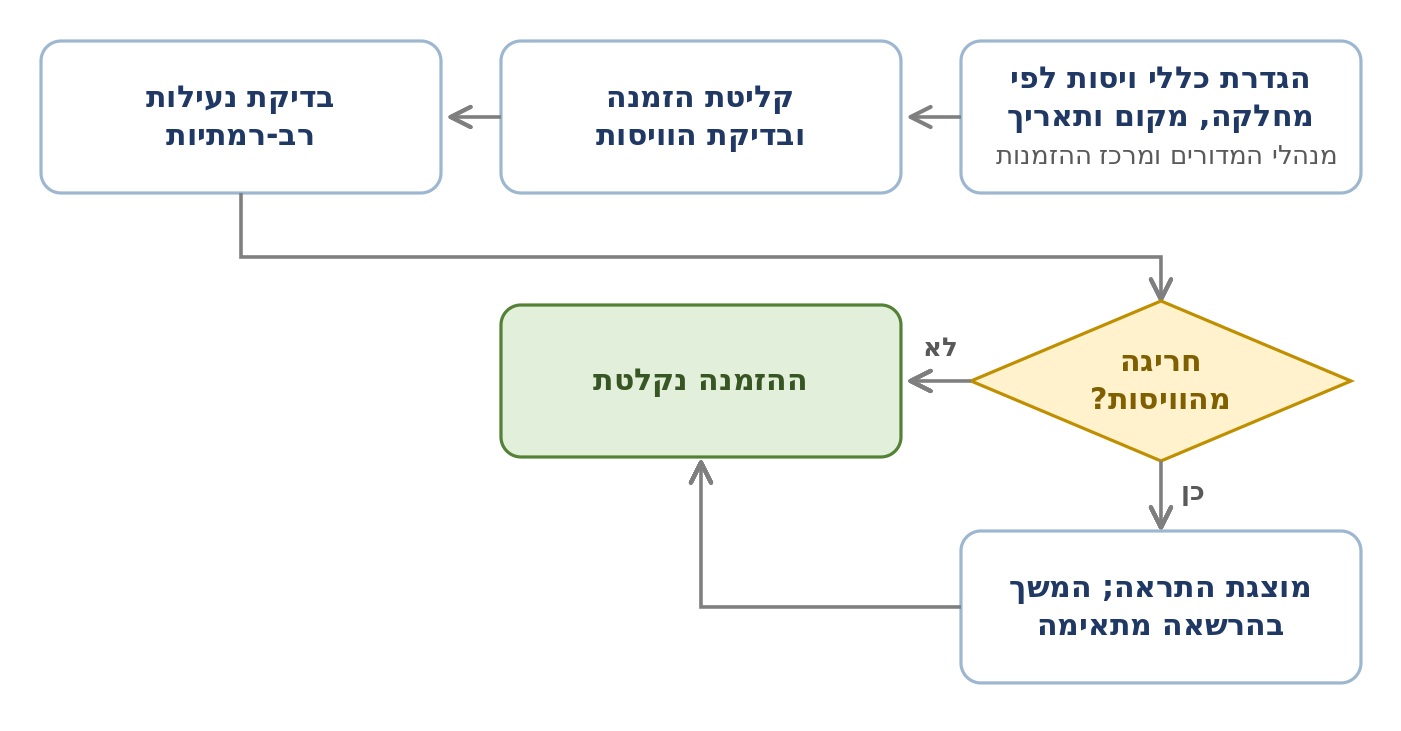 הגדרת כללי ויסות לפי
מחלקה, מקום ותאריך
מנהלי המדורים ומרכז ההזמנות
קליטת הזמנה
ובדיקת הוויסות
בדיקת נעילות
רב-רמתיות
חריגה
מהוויסות?
לא
ההזמנה נקלטת
כן
מוצגת התראה; המשך
בהרשאה מתאימה